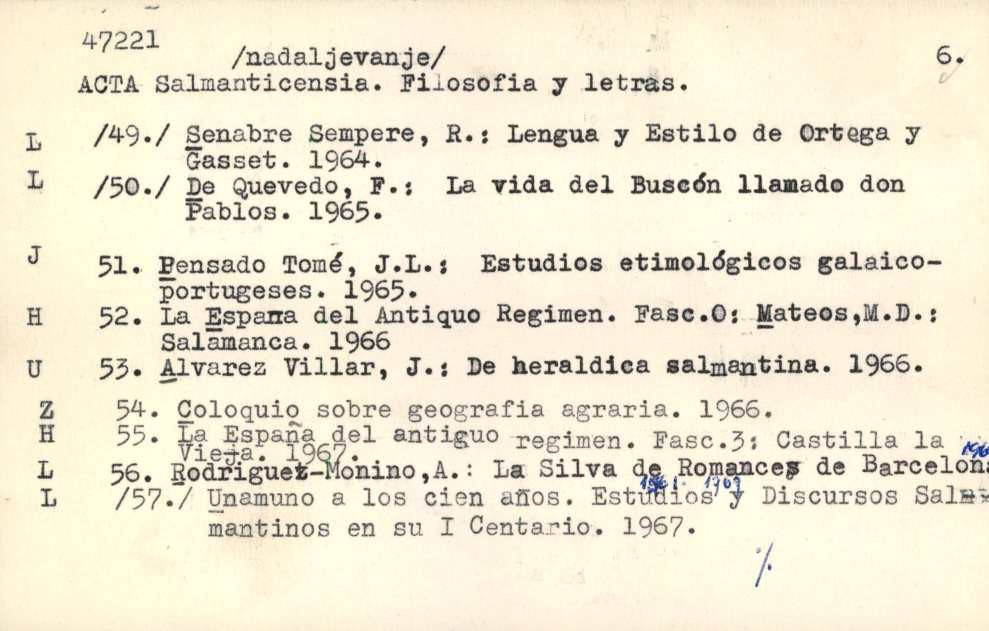 47221
/nadaljevanje/ 6.
ACTA Salmanticensia. Filosofia y letras.
L /49./ Senabre Sempere, R.: Lengua y Estilo de Ortega y
Gasset. 1964.
L /50./ De Quevedo, F.: La vida del Buscón llamado don
Pablos. 1965.
J 51. Pensado Tomé, J.L.: Estudios etimológicos galaico-
portugeses. 1965.
H 52. La Espana del Antiquo Regimen. Fasc.0: Mateos,M.D.:
Salamanca. 1966
U 53. Alvarez Villar, J.: De heraldica salmantina. 1966.
Z 54. Coloquio sobre geografia agraria. 1966.
H 55. La España del antiguo regimen. Fasc.3: Castilla la
Vieja. 1967.
L 56. Rodriguez-Monino,A.: La Silva de Romances de Barcelona
L /57./ Unamuno a los cien años. Estudios y Discursos Sal
mantinos en su I Centario. 1967.
./.